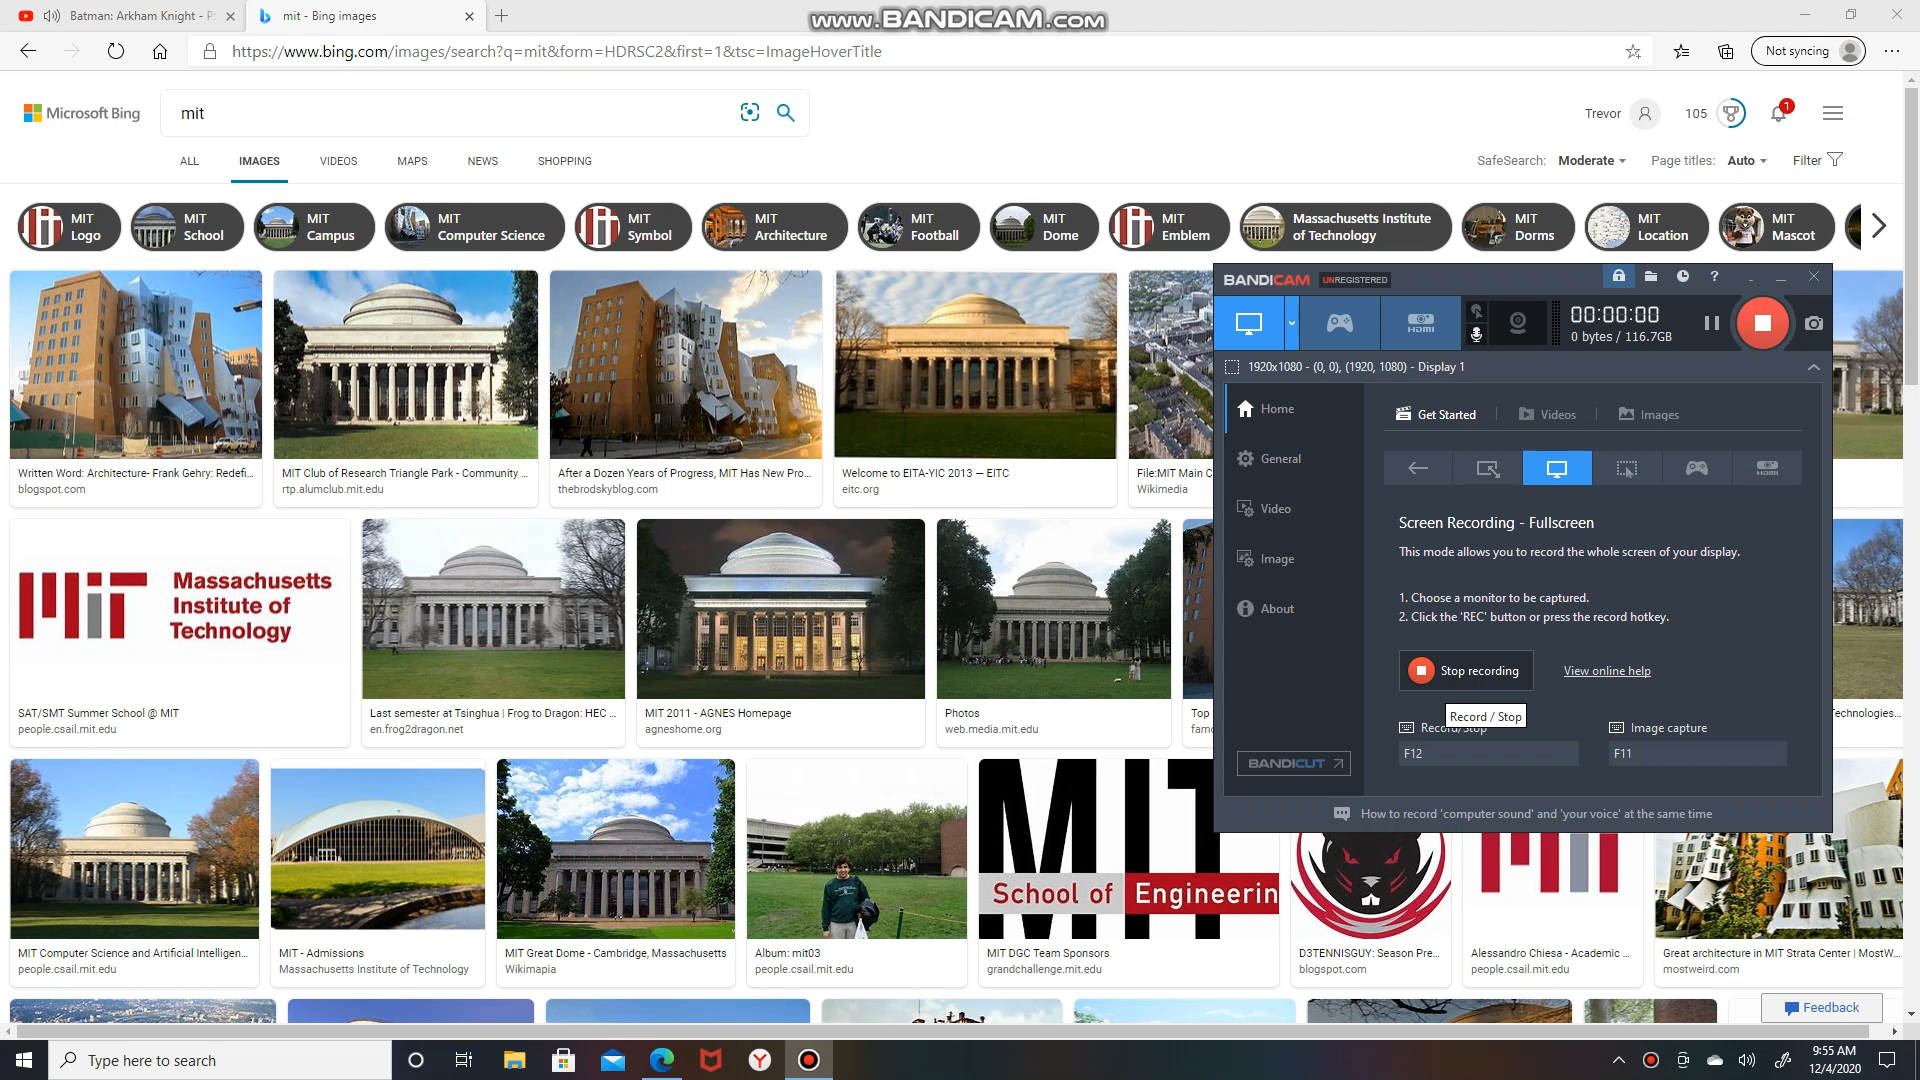 Batman: Arkham Knight - P
mit - Bing images
www.BANDICAM.com
https://www.bing.com/images/search?q=mit&form=HDRSC2&first=1&tsc=ImageHoverTitle
Not syncing
Microsoft Bing
mit
Trevor
105
1
ALL
IMAGES
VIDEOS
MAPS
NEWS
SHOPPING
SafeSearch: Moderate
Page titles: Auto
Filter
MIT
Logo
MIT
School
MIT
Campus
MIT
Computer Science
MIT
Symbol
MIT
Architecture
MIT
Football
MIT
Dome
MIT
Emblem
Massachusetts Institute
of Technology
MIT
Dorms
MIT
Location
MIT
Mascot
Written Word: Architecture- Frank Gehry: Redefi...
blogspot.com
MIT Club of Research Triangle Park - Community ...
rtp.alumclub.mit.edu
After a Dozen Years of Progress, MIT Has New Pro...
thebrodskyblog.com
Welcome to EITA-YIC 2013 — EITC
eitc.org
File:MIT Main C
Wikimedia
MIT
Massachusetts
Institute of
Technology
SAT/SMT Summer School @ MIT
people.csail.mit.edu
Last semester at Tsinghua | Frog to Dragon: HEC ...
en.frog2dragon.net
MIT 2011 - AGNES Homepage
agneshome.org
Photos
web.media.mit.edu
Top
famo
Technologies...
MIT Computer Science and Artificial Intelligen...
people.csail.mit.edu
MIT - Admissions
Massachusetts Institute of Technology
MIT Great Dome - Cambridge, Massachusetts
Wikimapia
Album: mit03
people.csail.mit.edu
MIT
School of Engineerin
MIT DGC Team Sponsors
grandchallenge.mit.edu
D3TENNISGUY: Season Pre...
blogspot.com
Alessandro Chiesa - Academic ...
people.csail.mit.edu
Great architecture in MIT Strata Center | MostW...
mostweird.com
BANDICAM UNREGISTERED
HDMI
00:00:00
0 bytes / 116.7GB
1920x1080 - (0, 0), (1920, 1080) - Display 1
Home
General
Video
Image
About
BANDICUT
Get Started
Videos
Images
HDMI
Screen Recording - Fullscreen
This mode allows you to record the whole screen of your display.
1. Choose a monitor to be captured.
2. Click the 'REC' button or press the record hotkey.
Stop recording
View online help
Record / Stop
Record/Stop
Image capture
F12
F11
How to record 'computer sound' and 'your voice' at the same time
Feedback
Type here to search
9:55 AM
12/4/2020